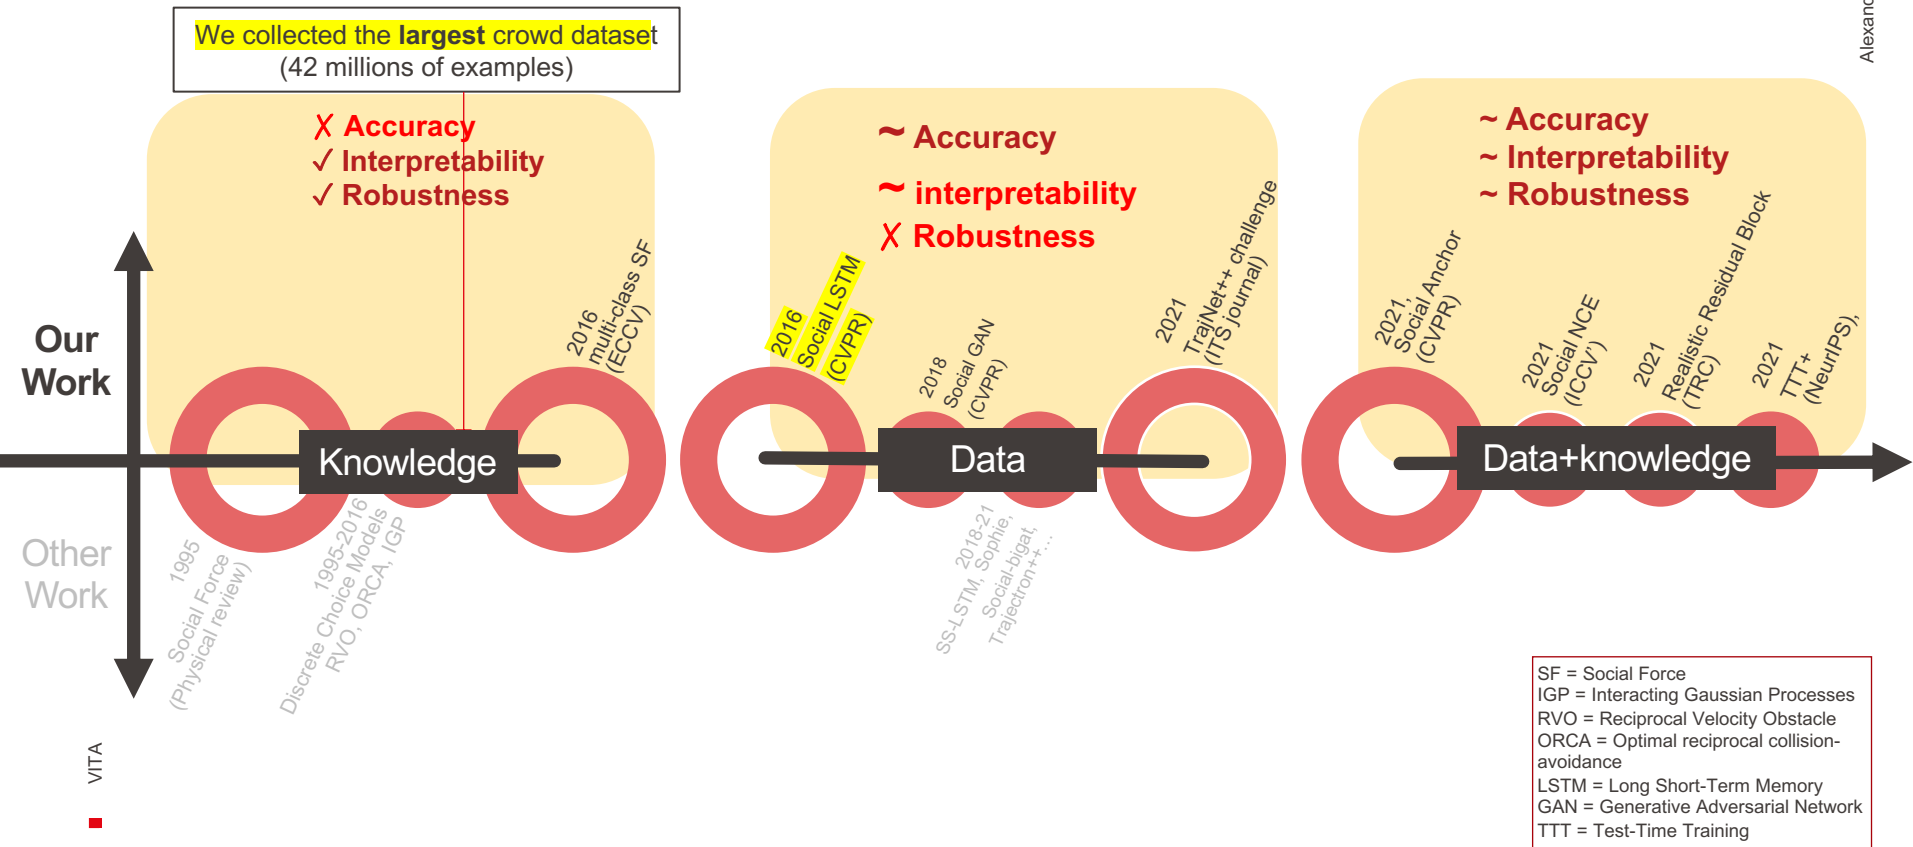 Alexand
We collected the largest crowd dataset
(42 millions of examples)
✗ Accuracy
✓ Interpretability
✓ Robustness
~ Accuracy
~ interpretability
✗ Robustness
~ Accuracy
~ Interpretability
~ Robustness
Our
Work
2016
multi-class SF
(ECCV)
2016
Social LSTM
(CVPR)
2018
Social GAN
(CVPR)
2021
TrajNet++ challenge
(ITS journal)
2021,
Social Anchor
(CVPR)
2021
Social NCE
(ICCV')
2021
Realistic Residual Block
(TRC)
2021
TTT+
(NeurIPS),
Knowledge
Data
Data+knowledge
Other
Work
1995
Social Force
(Physical review)
1995-2016
Discrete Choice Models
RVO, ORCA, IGP
2018-21
SS-LSTM, Sophie,
Social-bigat,
Trajectron++...
SF = Social Force
IGP = Interacting Gaussian Processes
RVO = Reciprocal Velocity Obstacle
ORCA = Optimal reciprocal collision-
avoidance
LSTM = Long Short-Term Memory
GAN = Generative Adversarial Network
TTT = Test-Time Training
VITA